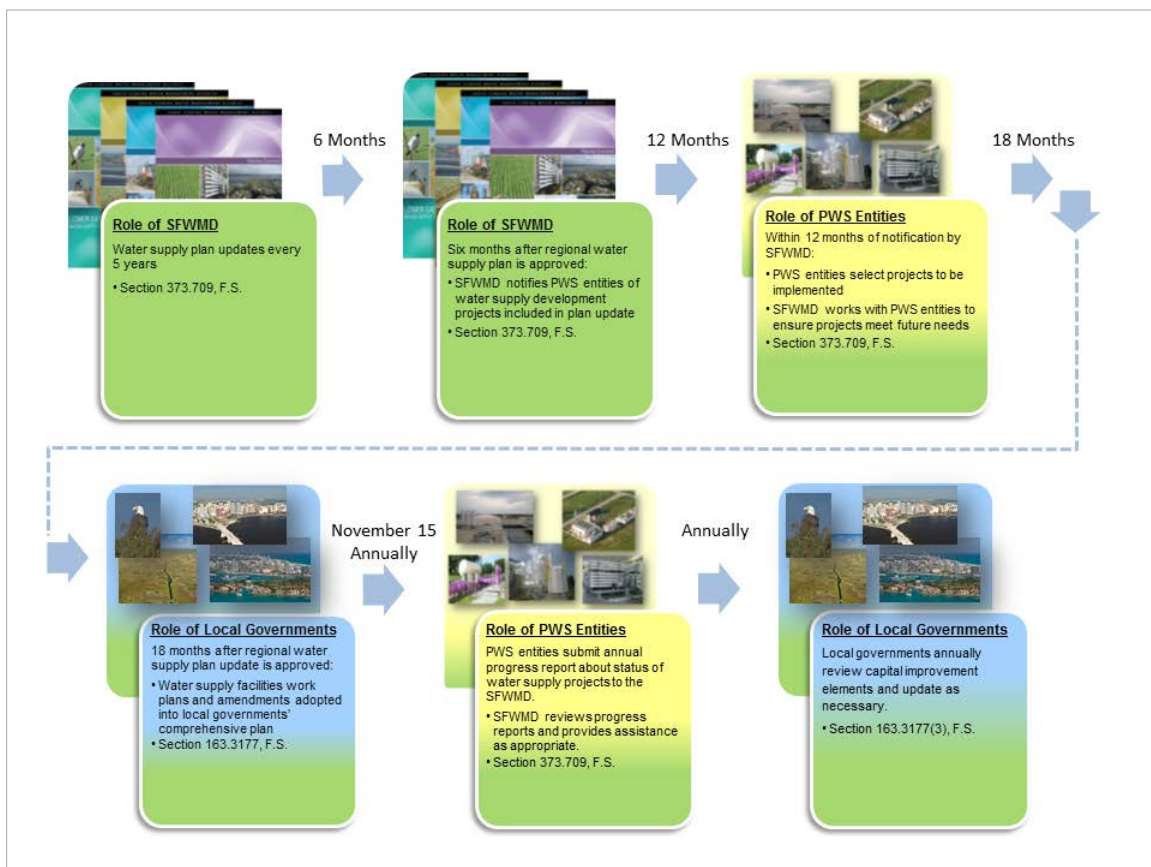 6 Months
12 Months
18 Months
Role of SFWMD
Water supply plan updates every
5 years
• Section 373.709, F.S.
Role of SFWMD
Six months after regional water
supply plan is approved:
• SFWMD notifies PWS entities of
water supply development
projects included in plan update
• Section 373.709, F.S.
Role of PWS Entities
Within 12 months of notification by
SFWMD:
• PWS entities select projects to be
implemented
• SFWMD works with PWS entities to
ensure projects meet future needs
• Section 373.709, F.S.
November 15
Annually
Annually
Role of Local Governments
18 months after regional water
supply plan update is approved:
• Water supply facilities work
plans and amendments adopted
into local governments'
comprehensive plan
• Section 163.3177, F.S.
Role of PWS Entities
PWS entities submit annual
progress report about status of
water supply projects to the
SFWMD.
• SFWMD reviews progress
reports and provides assistance
as appropriate.
• Section 373.709, F.S.
Role of Local Governments
Local governments annually
review capital improvement
elements and update as
necessary.
• Section 163.3177(3), F.S.